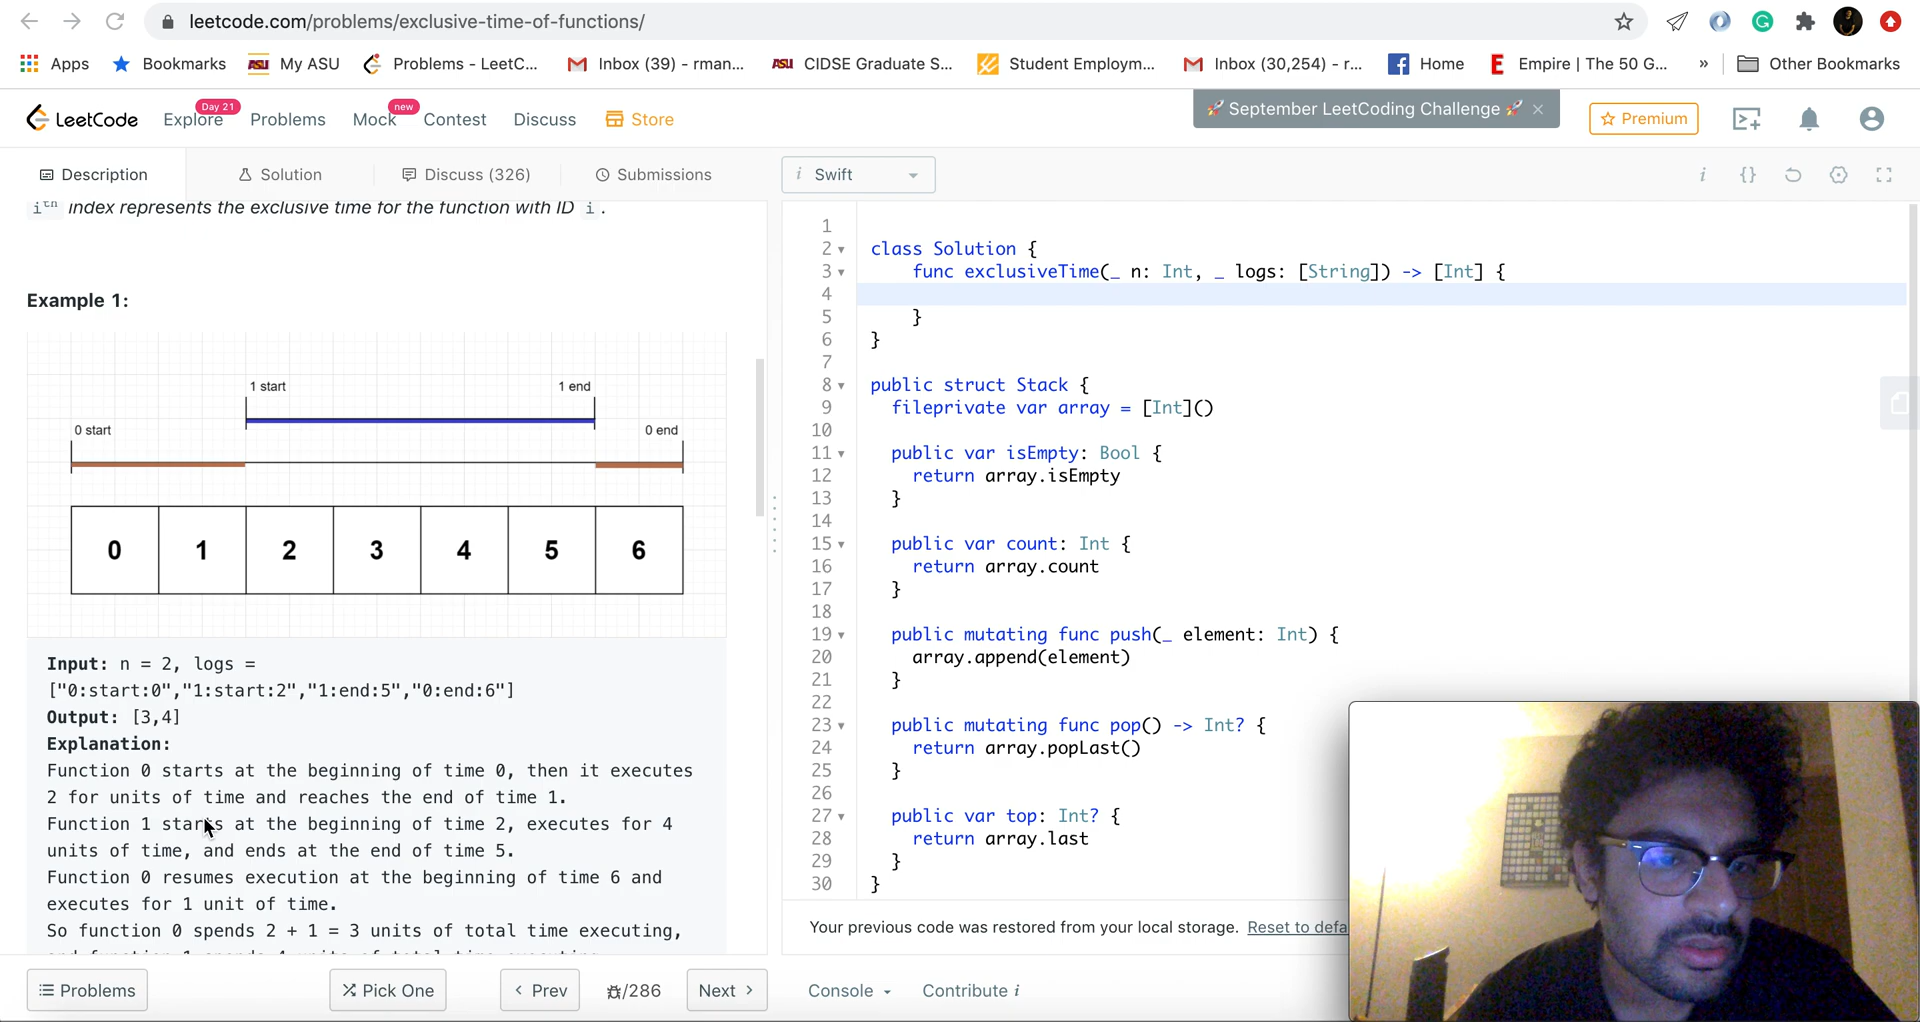 leetcode.com/problems/exclusive-time-of-functions/
Apps Bookmarks My ASU Problems - LeetC... Inbox (39) - rman... CIDSE Graduate S... Student Employm... Inbox (30,254) - r... Home Empire | The 50 G... » Other Bookmarks
LeetCode Explore Day 21 Problems Mock new Contest Discuss Store 🚀 September LeetCoding Challenge 🚀 × Premium
Description Solution Discuss (326) Submissions i Swift
iᵗʰ index represents the exclusive time for the function with ID i .
Example 1:
1 start 1 end
0 start 0 end
0 1 2 3 4 5 6
Input: n = 2, logs =
["0:start:0","1:start:2","1:end:5","0:end:6"]
Output: [3,4]
Explanation:
Function 0 starts at the beginning of time 0, then it executes
2 for units of time and reaches the end of time 1.
Function 1 starts at the beginning of time 2, executes for 4
units of time, and ends at the end of time 5.
Function 0 resumes execution at the beginning of time 6 and
executes for 1 unit of time.
So function 0 spends 2 + 1 = 3 units of total time executing,
1
2 class Solution {
3 func exclusiveTime(_ n: Int, _ logs: [String]) -> [Int] {
4
5 }
6 }
7
8 public struct Stack {
9 fileprivate var array = [Int]()
10
11 public var isEmpty: Bool {
12 return array.isEmpty
13 }
14
15 public var count: Int {
16 return array.count
17 }
18
19 public mutating func push(_ element: Int) {
20 array.append(element)
21 }
22
23 public mutating func pop() -> Int? {
24 return array.popLast()
25 }
26
27 public var top: Int? {
28 return array.last
29 }
30 }
Your previous code was restored from your local storage. Reset to defa
Problems Pick One < Prev /286 Next > Console Contribute i